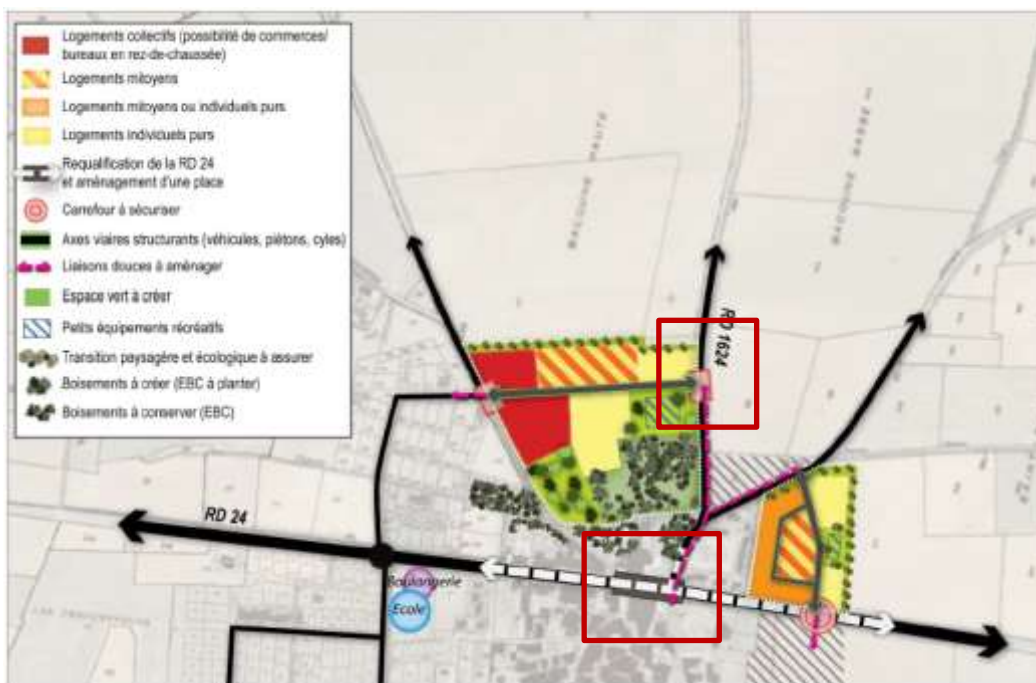 Logements collectifs (possibilité de commerces/
bureaux en rez-de-chaussée)
Logements mitoyens
Logements mitoyens ou individuels purs
Logements individuels purs
Requalification de la RD 24
et aménagement d'une place
Carrefour à sécuriser
Axes viaires structurants (véhicules, piétons, cyles)
Liaisons douces à aménager
Espace vert à créer
Petits équipements récréatifs
Transition paysagère et écologique à assurer
Boisements à créer (EBC à planter)
Boisements à conserver (EBC)
HAUTE
RD 1624
RD 24
Boulangerie
Ecole